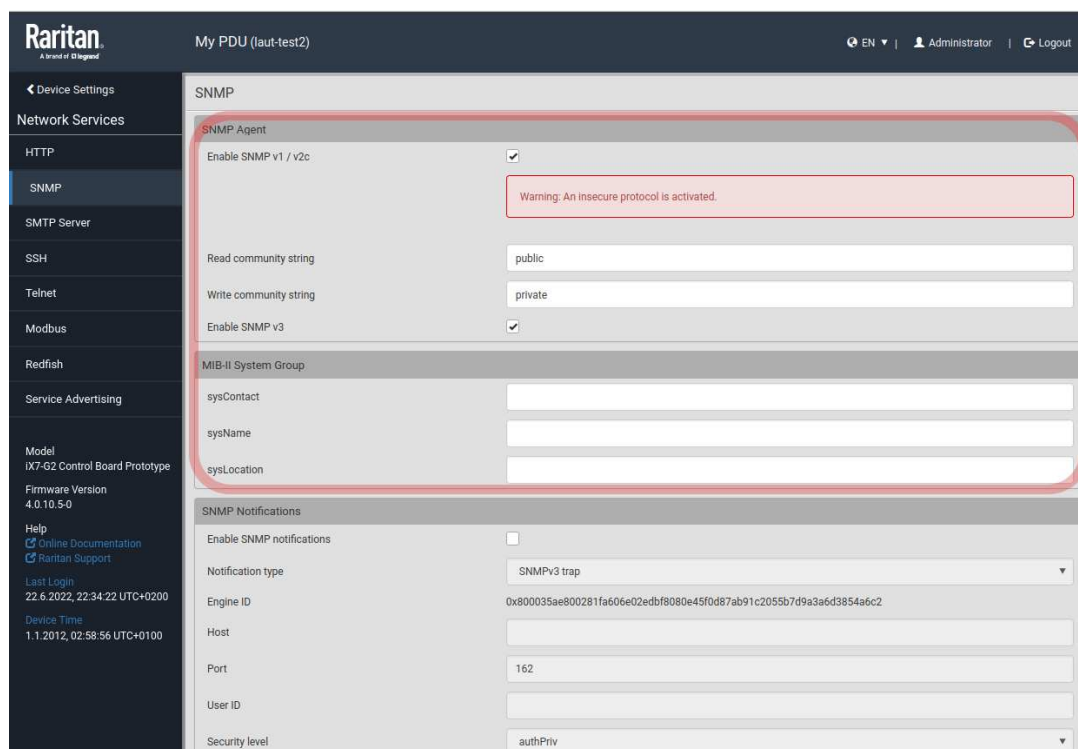 Raritan.
A brand of legrand
My PDU (laut-test2)
EN ▼ | Administrator | Logout
Device Settings
Network Services
HTTP
SNMP
SMTP Server
SSH
Telnet
Modbus
Redfish
Service Advertising
Model
iX7-G2 Control Board Prototype
Firmware Version
4.0.10.5-0
Help
Online Documentation
Raritan Support
Last Login
22.6.2022, 22:34:22 UTC+0200
Device Time
1.1.2012, 02:58:56 UTC+0100
SNMP
SNMP Agent
Enable SNMP v1 / v2c
Warning: An insecure protocol is activated.
Read community string public
Write community string private
Enable SNMP v3
MIB-II System Group
sysContact
sysName
sysLocation
SNMP Notifications
Enable SNMP notifications
Notification type SNMPv3 trap ▼
Engine ID 0x800035ae800281fa606e02edbf8080e45f0d87ab91c2055b7d9a3a6d3854a6c2
Host
Port 162
User ID
Security level authPriv ▼